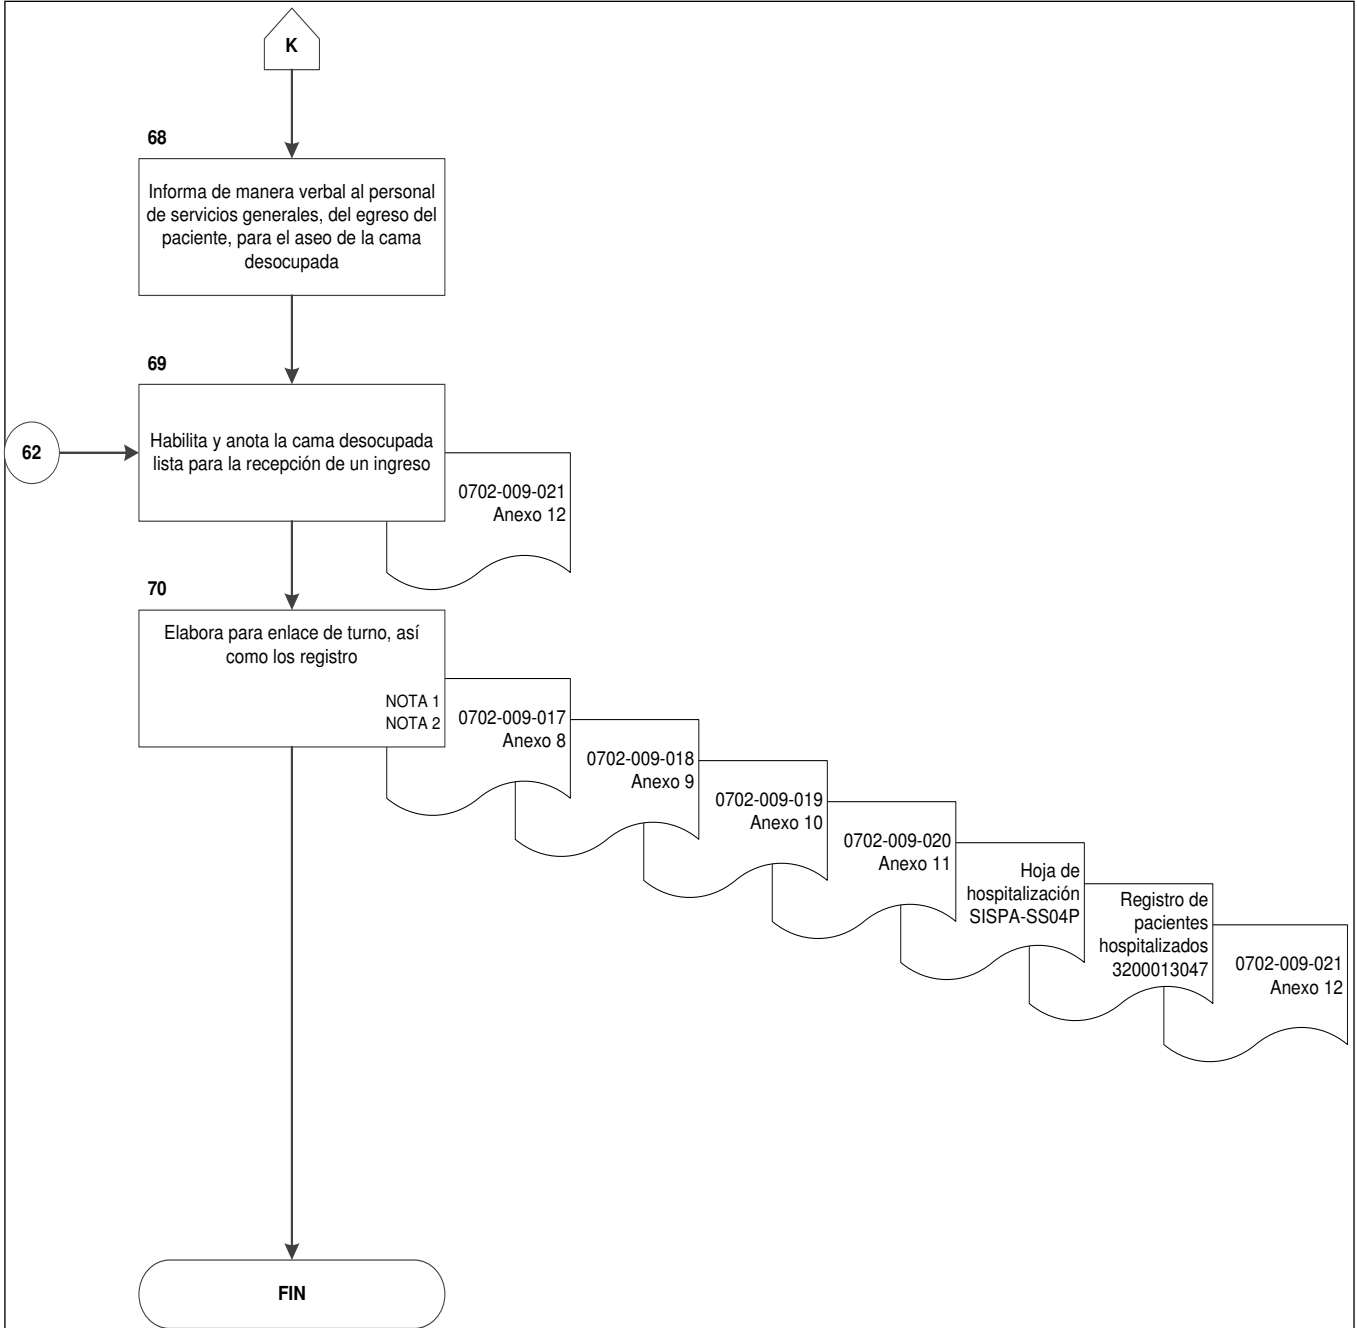 K
68
Informa de manera verbal al personal
de servicios generales, del egreso del
paciente, para el aseo de la cama
desocupada
69
62
Habilita y anota la cama desocupada
lista para la recepción de un ingreso
0702-009-021
Anexo 12
70
Elabora para enlace de turno, así
como los registro
NOTA 1
NOTA 2
0702-009-017
Anexo 8
0702-009-018
Anexo 9
0702-009-019
Anexo 10
0702-009-020
Anexo 11
Hoja de
hospitalización
SISPA-SS04P
Registro de
pacientes
hospitalizados
3200013047
0702-009-021
Anexo 12
FIN